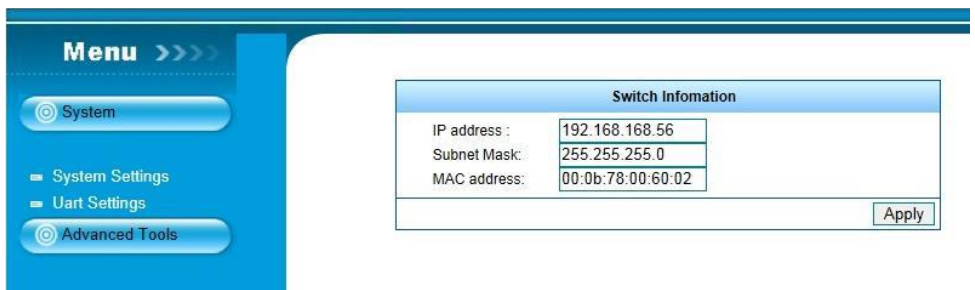 Menu >>>>
System
System Settings
Uart Settings
Advanced Tools
Switch Infomation
IP address : 192.168.168.56
Subnet Mask: 255.255.255.0
MAC address: 00:0b:78:00:60:02
Apply